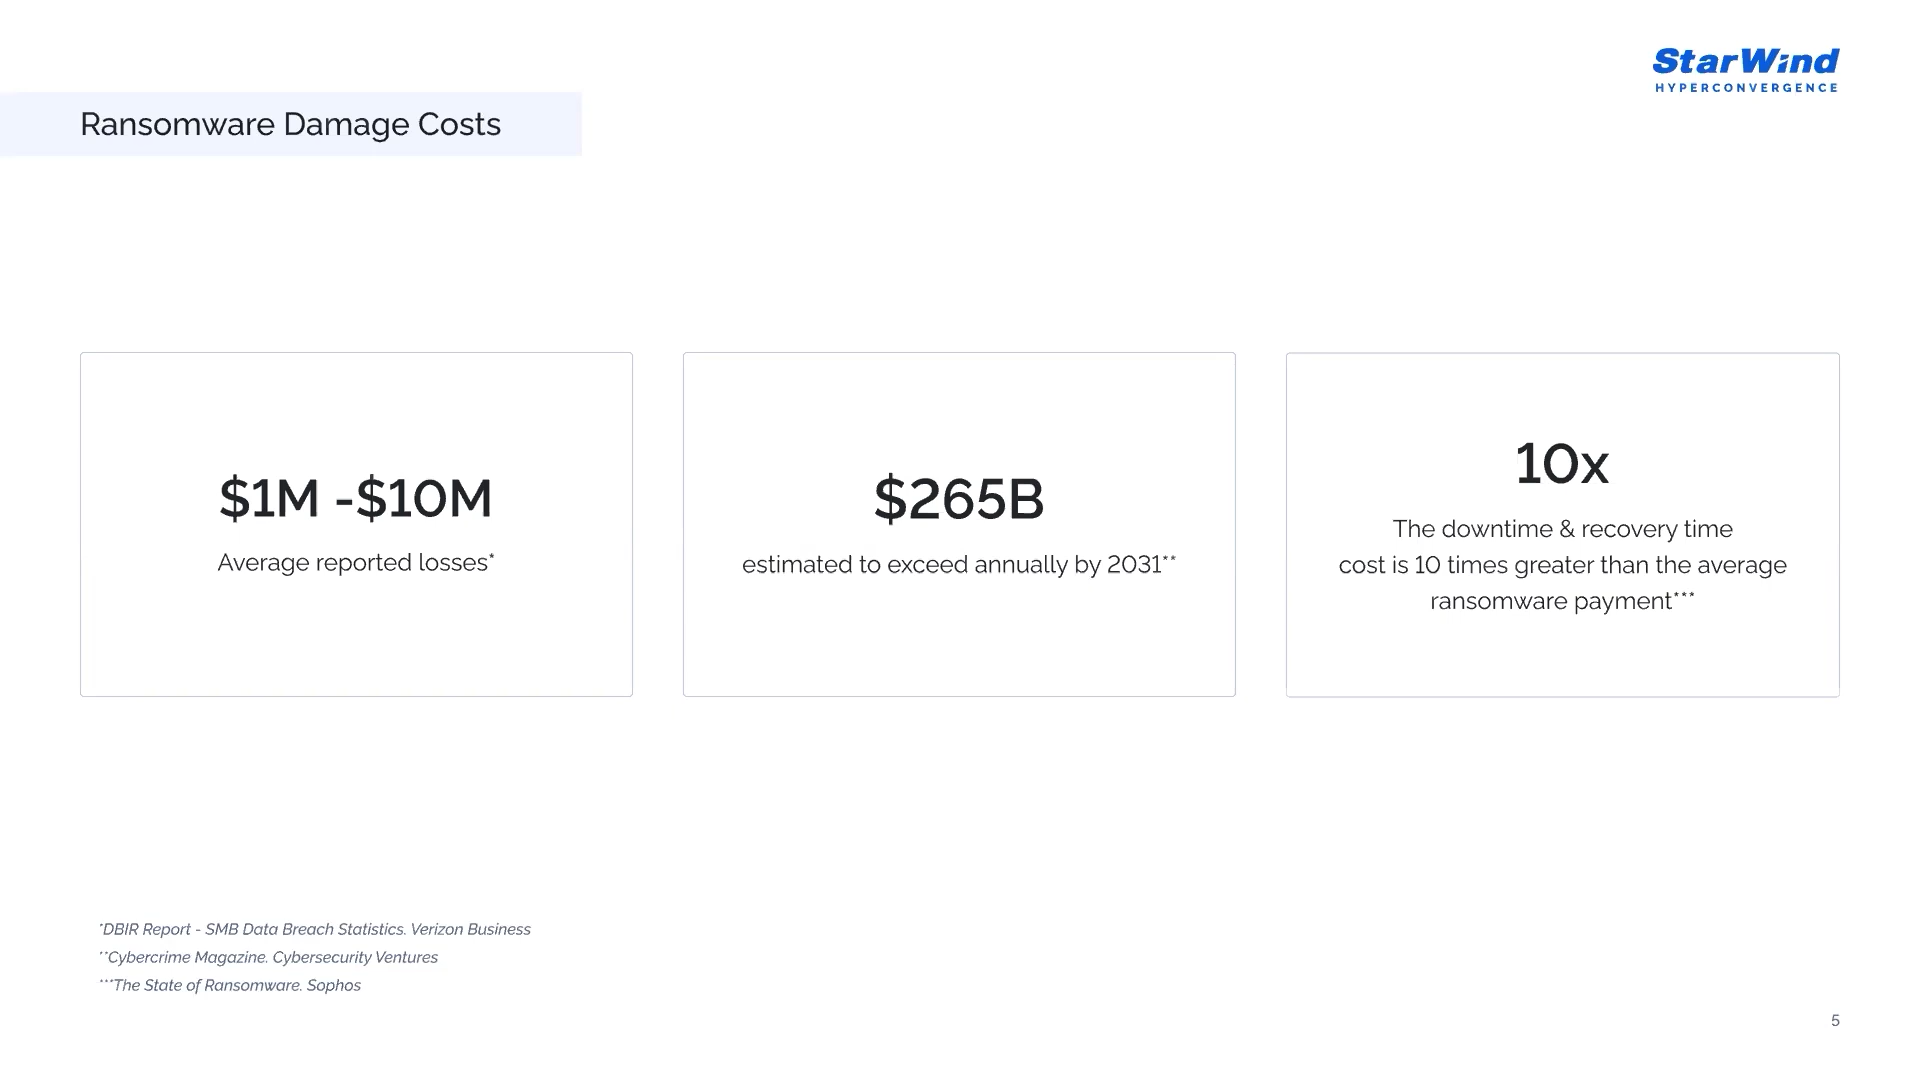 StarWind
HYPERCONVERGENCE
Ransomware Damage Costs
$1M -$10M
Average reported losses*
$265B
estimated to exceed annually by 2031**
10x
The downtime & recovery time
cost is 10 times greater than the average
ransomware payment***
*DBIR Report - SMB Data Breach Statistics. Verizon Business
**Cybercrime Magazine. Cybersecurity Ventures
***The State of Ransomware. Sophos
5